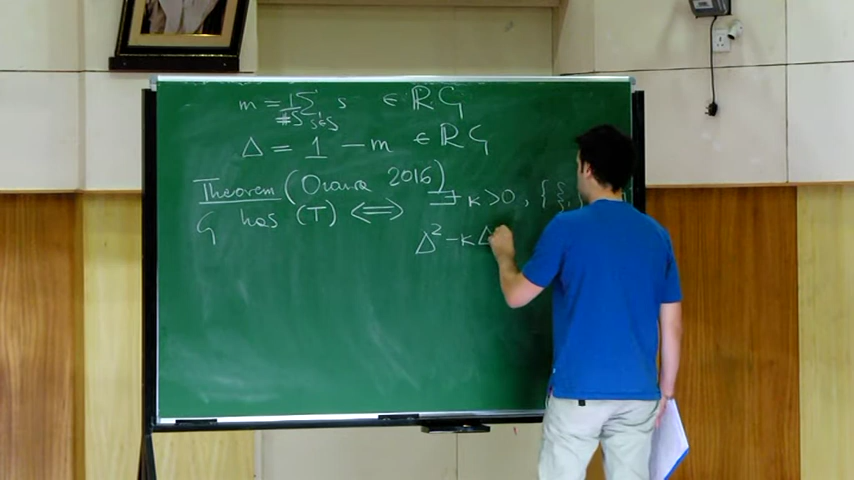 m = 1/#S Σ s∈S s ∈ ℝG
Δ = 1 − m ∈ ℝG
Theorem (Ozawa 2016)
G has (T) ⟺ ∃ κ > 0, { ξ
Δ² − κΔ